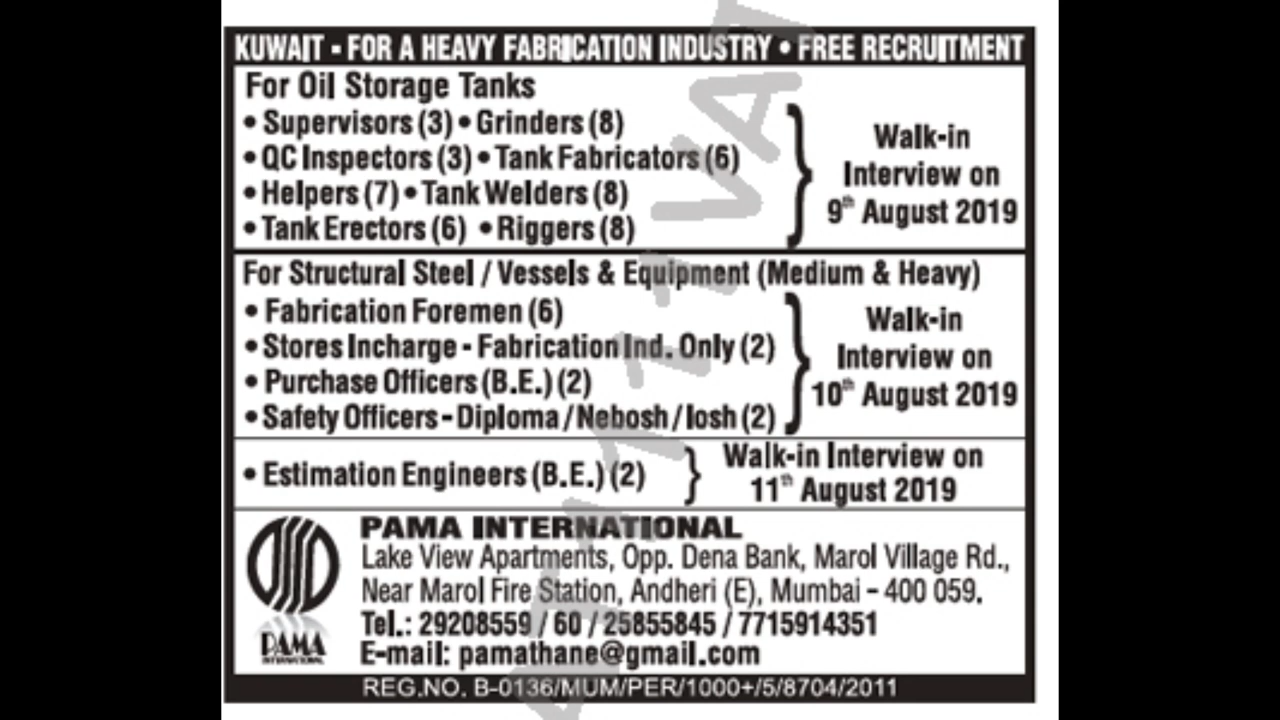 KUWAIT - FOR A HEAVY FABRICATION INDUSTRY • FREE RECRUITMENT
For Oil Storage Tanks
• Supervisors (3) • Grinders (8)
• QC Inspectors (3) • Tank Fabricators (6)
• Helpers (7) • Tank Welders (8)
• Tank Erectors (6) • Riggers (8)
Walk-in
Interview on
9th August 2019
For Structural Steel / Vessels & Equipment (Medium & Heavy)
• Fabrication Foremen (6)
• Stores Incharge - Fabrication Ind. Only (2)
• Purchase Officers (B.E.) (2)
• Safety Officers - Diploma / Nebosh / Iosh (2)
Walk-in
Interview on
10th August 2019
• Estimation Engineers (B.E.) (2)
Walk-in Interview on
11th August 2019
PAMA INTERNATIONAL
Lake View Apartments, Opp. Dena Bank, Marol Village Rd.,
Near Marol Fire Station, Andheri (E), Mumbai – 400 059.
Tel.: 29208559 / 60 / 25855845 / 7715914351
E-mail: pamathane@gmail.com
PAMA
INTERNATIONAL
REG.NO. B-0136/MUM/PER/1000+/5/8704/2011